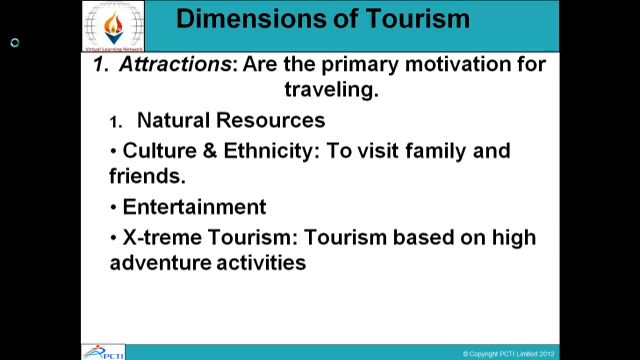 Dimensions of Tourism
Virtual Learning Network
1. Attractions: Are the primary motivation for
traveling.
1. Natural Resources
• Culture & Ethnicity: To visit family and
friends.
• Entertainment
• X-treme Tourism: Tourism based on high
adventure activities
PCTI
© Copyright PCTI Limited 2012